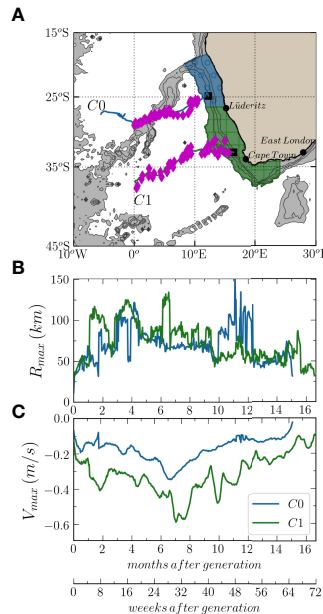 A
15°S
25°S
35°S
45°S
10°W
0°
10°E
20°E
30°E
C0
C1
Lüderitz
East London
Cape Town
B
R_max (km)
150
100
50
0 2 4 6 8 10 12 14 16
C
V_max (m/s)
0.0
−0.2
−0.4
−0.6
C0
C1
0 2 4 6 8 10 12 14 16
months after generation
0 8 16 24 32 40 48 56 64 72
weeeks after generation